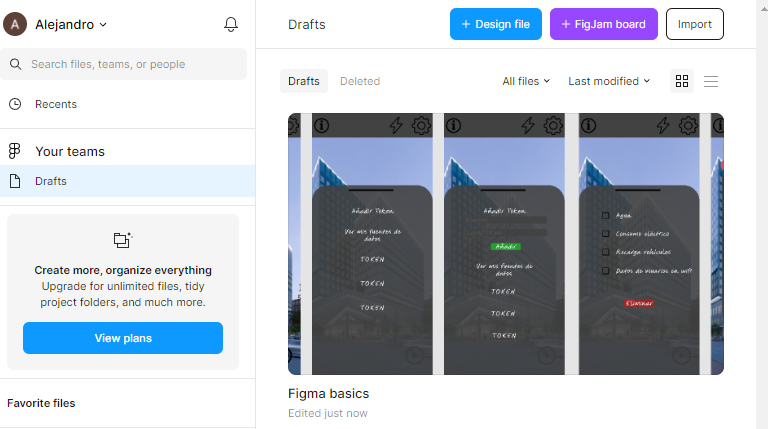 A Alejandro
Search files, teams, or people
Recents
Your teams
Drafts
Create more, organize everything
Upgrade for unlimited files, tidy
project folders, and much more.
View plans
Favorite files
Drafts
+ Design file
+ FigJam board
Import
Drafts
Deleted
All files
Last modified
Añadir Token
Ver mis fuentes de
datos
TOKEN
TOKEN
TOKEN
Añadir Token
Añadir
Ver mis fuentes de
datos
TOKEN
TOKEN
TOKEN
Agua
Consumo eléctrico
Recarga vehículos
Datos de usuarios en wifi
Eliminar
Figma basics
Edited just now